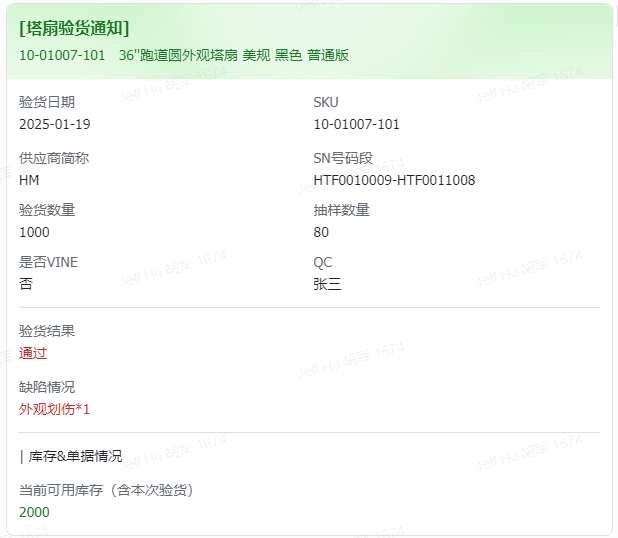 [塔扇验货通知]
10-01007-101 36"跑道圆外观塔扇 美规 黑色 普通版
验货日期
SKU
2025-01-19
10-01007-101
供应商简称
SN号码段
HM
HTF0010009-HTF0011008
验货数量
抽样数量
1000
80
是否VINE
QC
否
张三
验货结果
通过
缺陷情况
外观划伤*1
| 库存&单据情况
当前可用库存（含本次验货）
2000
Jeff Hu 胡军 1674